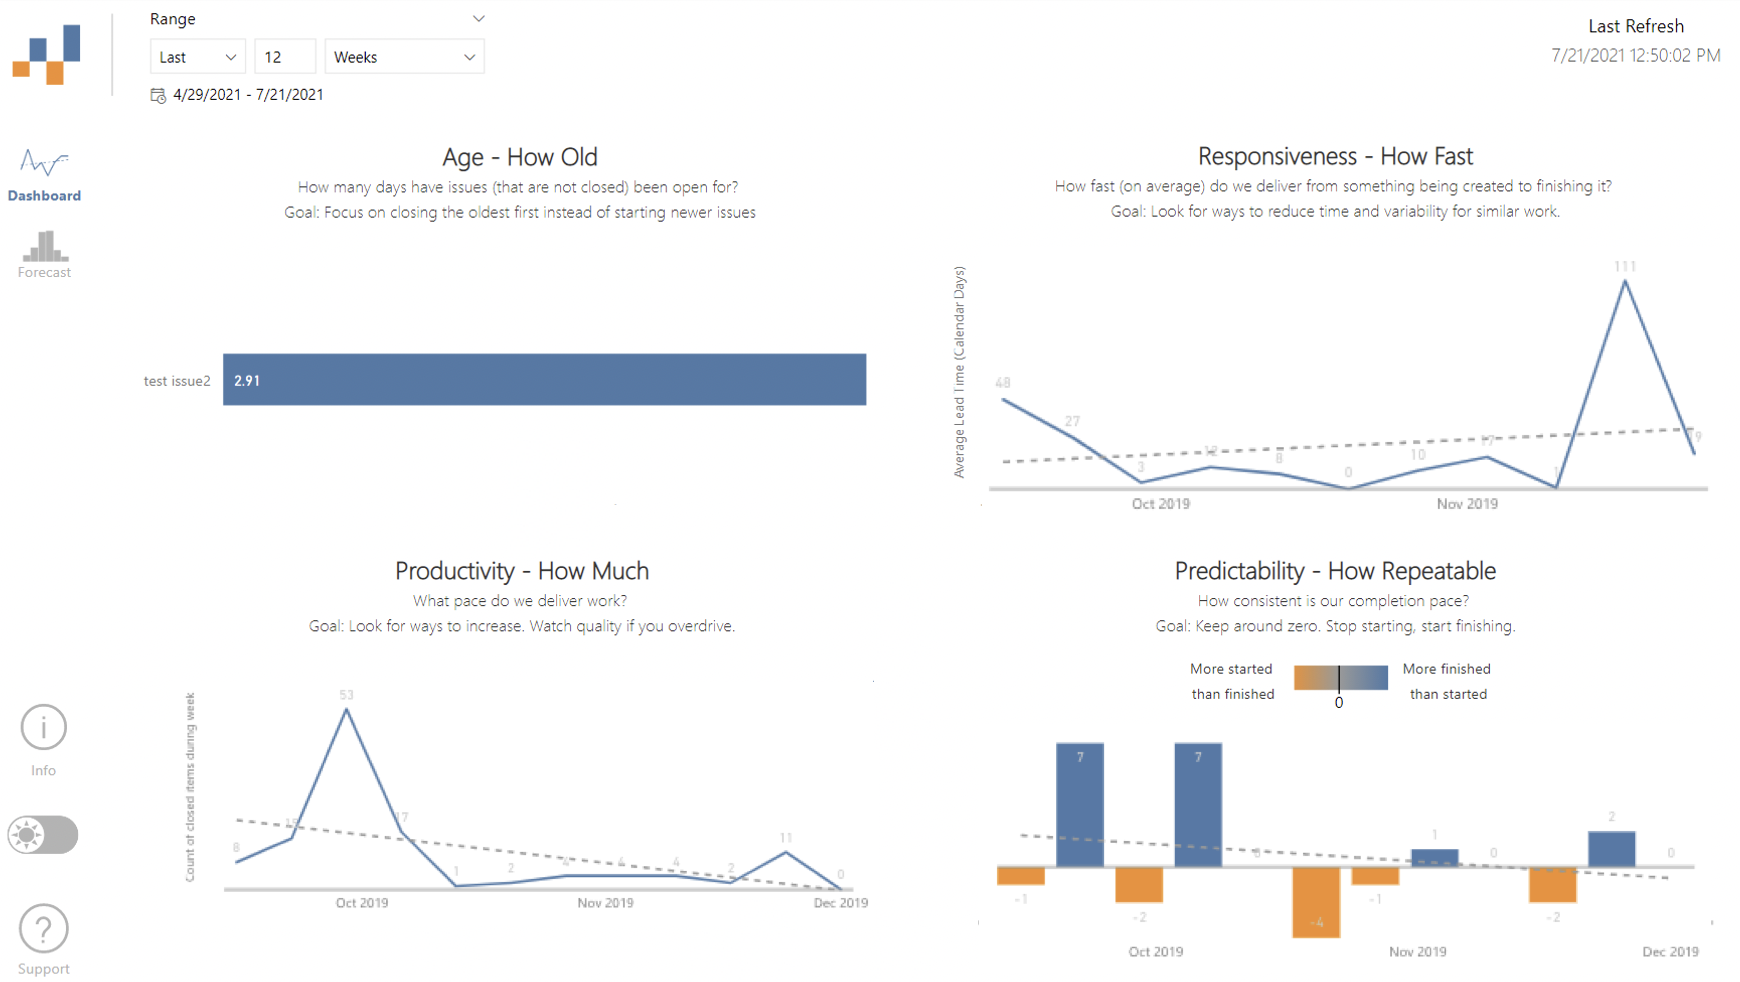 Range
Last 12 Weeks
4/29/2021 - 7/21/2021
Last Refresh
7/21/2021 12:50:02 PM
Dashboard
Forecast
Age - How Old
How many days have issues (that are not closed) been open for?
Goal: Focus on closing the oldest first instead of starting newer issues
test issue2 2.91
Responsiveness - How Fast
How fast (on average) do we deliver from something being created to finishing it?
Goal: Look for ways to reduce time and variability for similar work.
Average Lead Time (Calendar Days)
111
48
27
3 12 8 0 10 17 1
Oct 2019 Nov 2019
Productivity - How Much
What pace do we deliver work?
Goal: Look for ways to increase. Watch quality if you overdrive.
Count of closed items during week
53
8 17 1 2 4 4 4 2 11 0
Oct 2019 Nov 2019 Dec 2019
Predictability - How Repeatable
How consistent is our completion pace?
Goal: Keep around zero. Stop starting, start finishing.
More started
than finished
0
More finished
than started
-1 7 -2 7 0 -4 -1 1 0 -2 2 0
Oct 2019 Nov 2019 Dec 2019
Info
Support